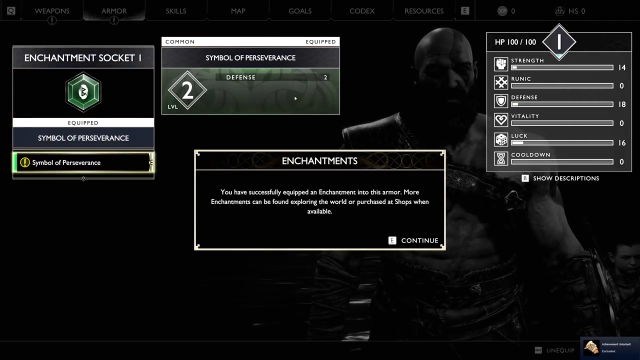 Q WEAPONS ARMOR SKILLS MAP GOALS CODEX RESOURCES E 0 HS 0
ENCHANTMENT SOCKET 1
EQUIPPED
SYMBOL OF PERSEVERANCE
Symbol of Perseverance
COMMON EQUIPPED
SYMBOL OF PERSEVERANCE
DEFENSE 2
2
LVL
HP 100 / 100 1
STRENGTH 14
RUNIC 0
DEFENSE 18
VITALITY 0
LUCK 16
COOLDOWN 0
SHOW DESCRIPTIONS
ENCHANTMENTS
You have successfully equipped an Enchantment into this armor. More
Enchantments can be found exploring the world or purchased at Shops when
available.
E CONTINUE
UNEQUIP
Achievement Unlocked!